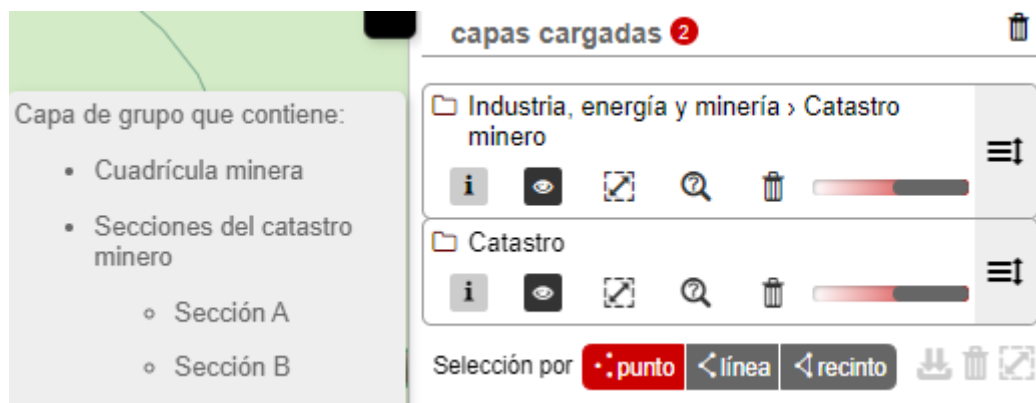 capas cargadas 2
Capa de grupo que contiene:
Cuadrícula minera
Secciones del catastro
minero
Sección A
Sección B
Industria, energía y minería › Catastro
minero
i
Catastro
i
Selección por punto línea recinto